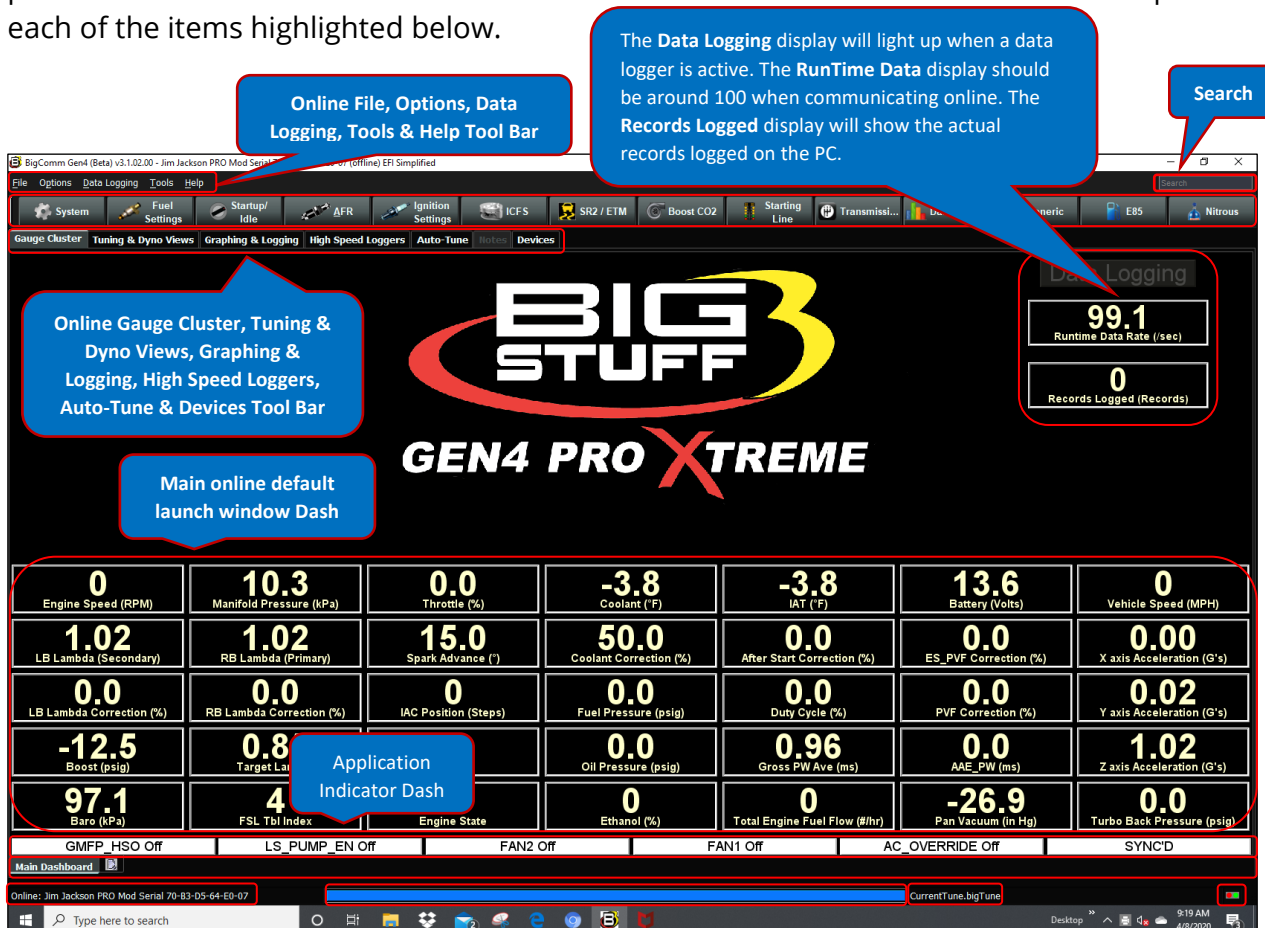 each of the items highlighted below.
The Data Logging display will light up when a data
logger is active. The RunTime Data display should
be around 100 when communicating online. The
Records Logged display will show the actual
records logged on the PC.
Search
Online File, Options, Data
Logging, Tools & Help Tool Bar
BigComm Gen4 (Beta) v3.1.02.00 - Jim Jackson PRO Mod Serial (offline) EFI Simplified
File Options Data Logging Tools Help
Search
System
Fuel
Settings
Startup/
Idle
AFR
Ignition
Settings
ICFS
SR2 / ETM
Boost CO2
Starting
Line
Transmissi...
E85
Nitrous
Gauge Cluster Tuning & Dyno Views Graphing & Logging High Speed Loggers Auto-Tune Notes Devices
Data Logging
99.1
Runtime Data Rate (/sec)
0
Records Logged (Records)
Online Gauge Cluster, Tuning &
Dyno Views, Graphing &
Logging, High Speed Loggers,
Auto-Tune & Devices Tool Bar
BIG
STUFF
3
GEN4 PRO XTREME
Main online default
launch window Dash
0 10.3 0.0 -3.8 -3.8 13.6 0
Engine Speed (RPM) Manifold Pressure (kPa) Throttle (%) Coolant (°F) IAT (°F) Battery (Volts) Vehicle Speed (MPH)
1.02 1.02 15.0 50.0 0.0 0.0 0.00
LB Lambda (Secondary) RB Lambda (Primary) Spark Advance (°) Coolant Correction (%) After Start Correction (%) ES_PVF Correction (%) X axis Acceleration (G's)
0.0 0.0 0 0.0 0.0 0.0 0.02
LB Lambda Correction (%) RB Lambda Correction (%) IAC Position (Steps) Fuel Pressure (psig) Duty Cycle (%) PVF Correction (%) Y axis Acceleration (G's)
-12.5 0.8 0.0 0.96 0.0 1.02
Boost (psig) Target La Oil Pressure (psig) Gross PW Ave (ms) AAE_PW (ms) Z axis Acceleration (G's)
Application
Indicator Dash
97.1 4 0 0 -26.9 0.0
Baro (kPa) FSL Tbl Index Engine State Ethanol (%) Total Engine Fuel Flow (#/hr) Pan Vacuum (in Hg) Turbo Back Pressure (psig)
GMFP_HSO Off LS_PUMP_EN Off FAN2 Off FAN1 Off AC_OVERRIDE Off SYNC'D
Main Dashboard
Online: Jim Jackson PRO Mod Serial 70-B3-D5-64-E0-07 CurrentTune.bigTune
Type here to search Desktop 9:19 AM
4/8/2020